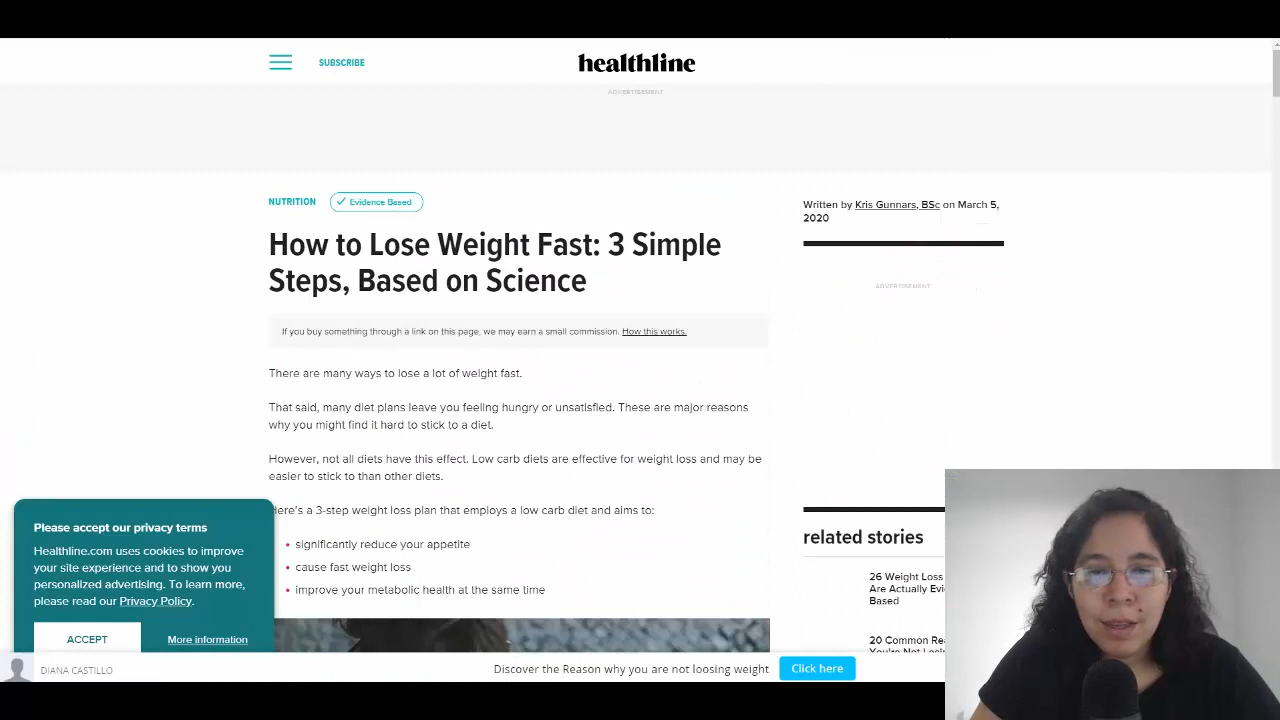 SUBSCRIBE
healthline
ADVERTISEMENT
NUTRITION
Evidence Based
How to Lose Weight Fast: 3 Simple
Steps, Based on Science
If you buy something through a link on this page, we may earn a small commission. How this works.
There are many ways to lose a lot of weight fast.
That said, many diet plans leave you feeling hungry or unsatisfied. These are major reasons
why you might find it hard to stick to a diet.
However, not all diets have this effect. Low carb diets are effective for weight loss and may be
easier to stick to than other diets.
Here's a 3-step weight loss plan that employs a low carb diet and aims to:
• significantly reduce your appetite
• cause fast weight loss
• improve your metabolic health at the same time
Written by Kris Gunnars, BSc on March 5,
2020
ADVERTISEMENT
related stories
26 Weight Loss
Are Actually Evi
Based
20 Common Rea
You're Not Losin
Please accept our privacy terms
Healthline.com uses cookies to improve
your site experience and to show you
personalized advertising. To learn more,
please read our Privacy Policy.
ACCEPT
More information
DIANA CASTILLO
Discover the Reason why you are not loosing weight
Click here